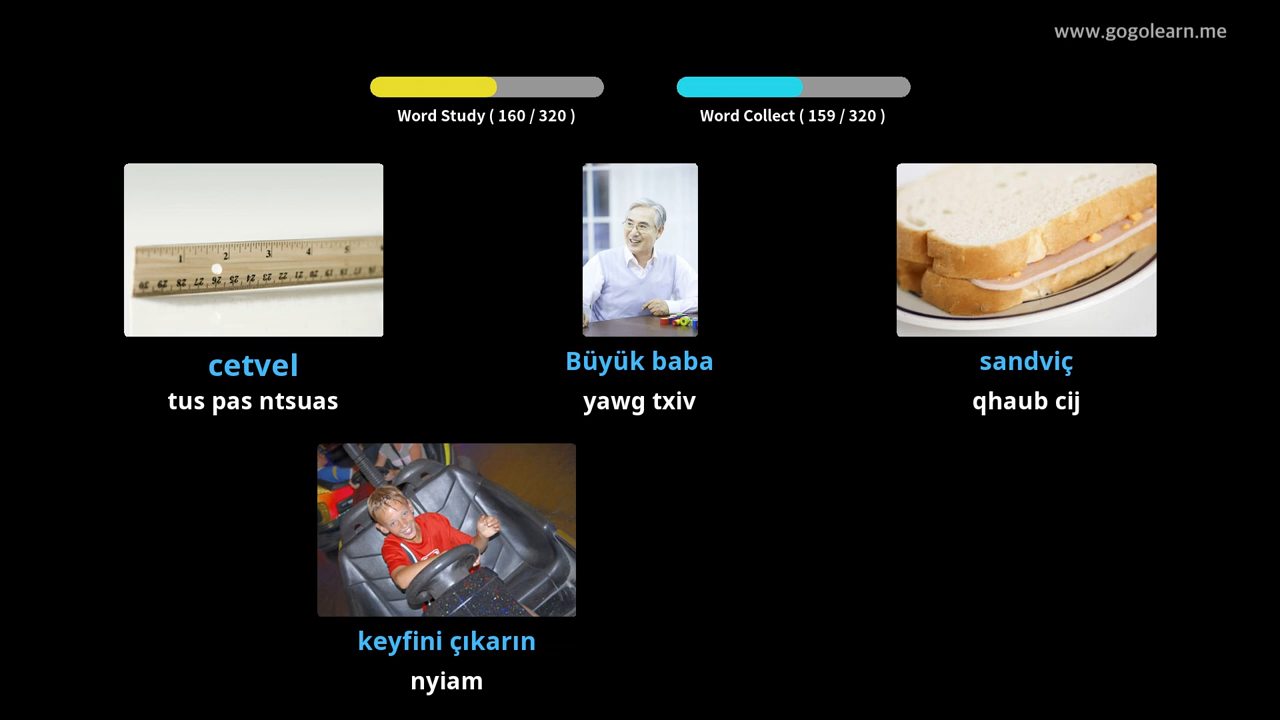 www.gogolearn.me
Word Study ( 160 / 320 )
Word Collect ( 159 / 320 )
cetvel
tus pas ntsuas
Büyük baba
yawg txiv
sandviç
qhaub cij
keyfini çıkarın
nyiam